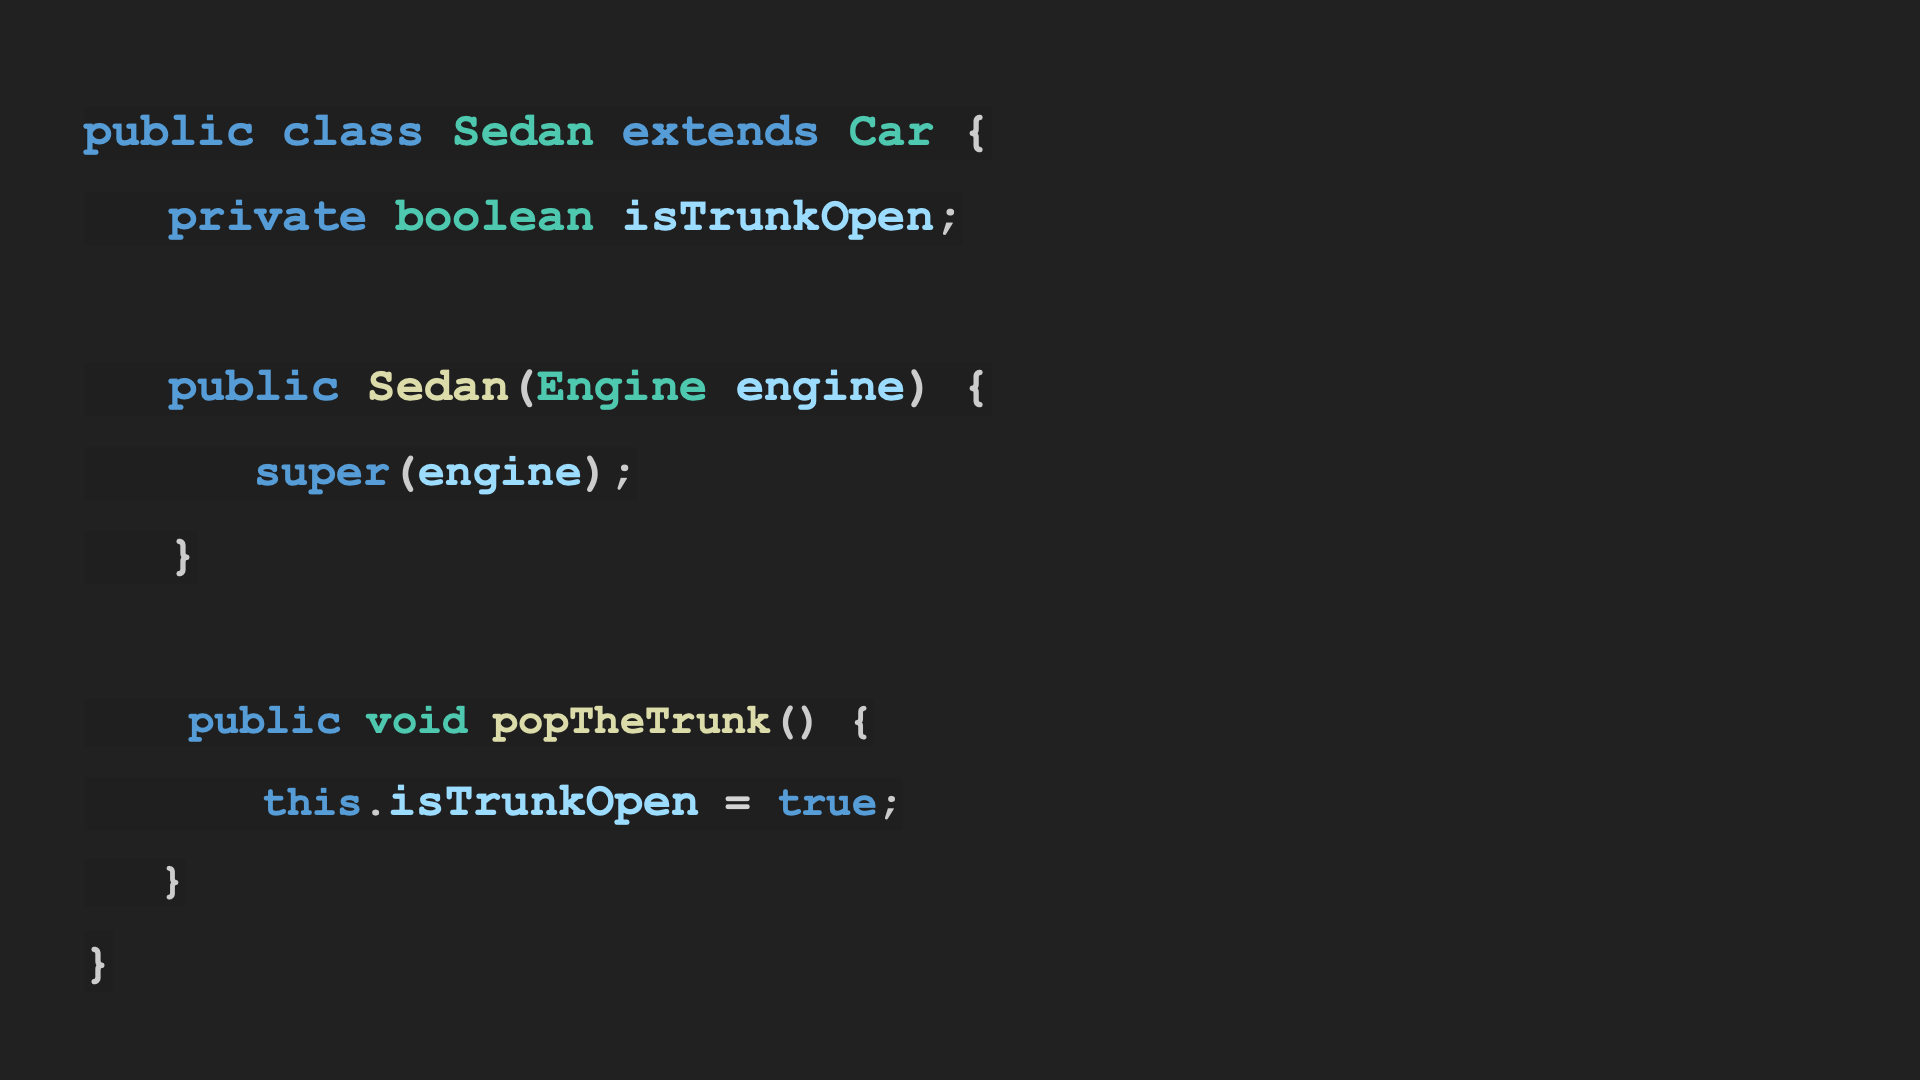 public class Sedan extends Car {
private boolean isTrunkOpen;
public Sedan(Engine engine) {
super(engine);
}
public void popTheTrunk() {
this.isTrunkOpen = true;
}
}